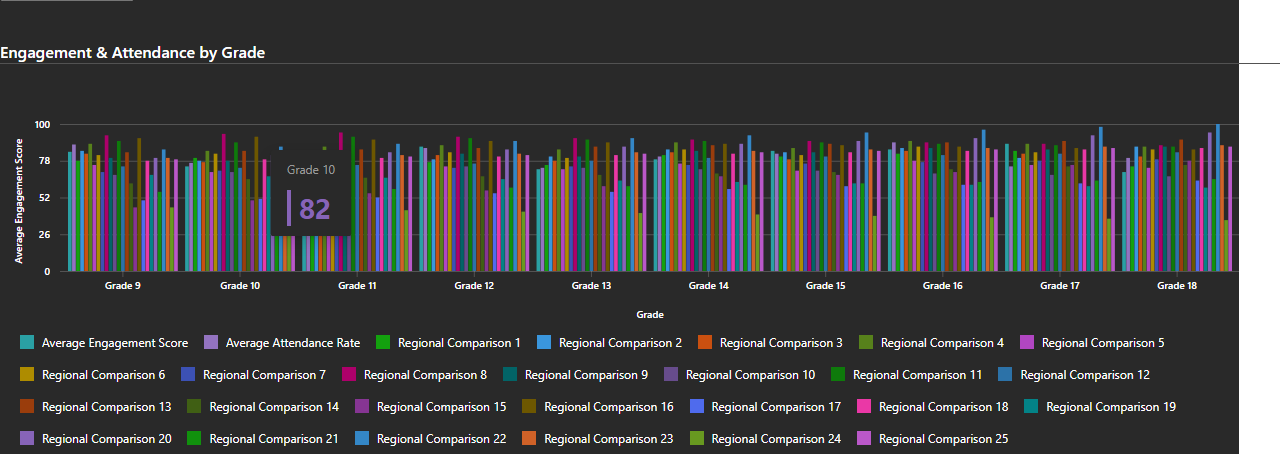 Engagement & Attendance by Grade
100
78
52
26
0
Average Engagement Score
Grade 10
82
Grade 9 Grade 10 Grade 11 Grade 12 Grade 13 Grade 14 Grade 15 Grade 16 Grade 17 Grade 18
Grade
Average Engagement Score Average Attendance Rate Regional Comparison 1 Regional Comparison 2 Regional Comparison 3 Regional Comparison 4 Regional Comparison 5
Regional Comparison 6 Regional Comparison 7 Regional Comparison 8 Regional Comparison 9 Regional Comparison 10 Regional Comparison 11 Regional Comparison 12
Regional Comparison 13 Regional Comparison 14 Regional Comparison 15 Regional Comparison 16 Regional Comparison 17 Regional Comparison 18 Regional Comparison 19
Regional Comparison 20 Regional Comparison 21 Regional Comparison 22 Regional Comparison 23 Regional Comparison 24 Regional Comparison 25